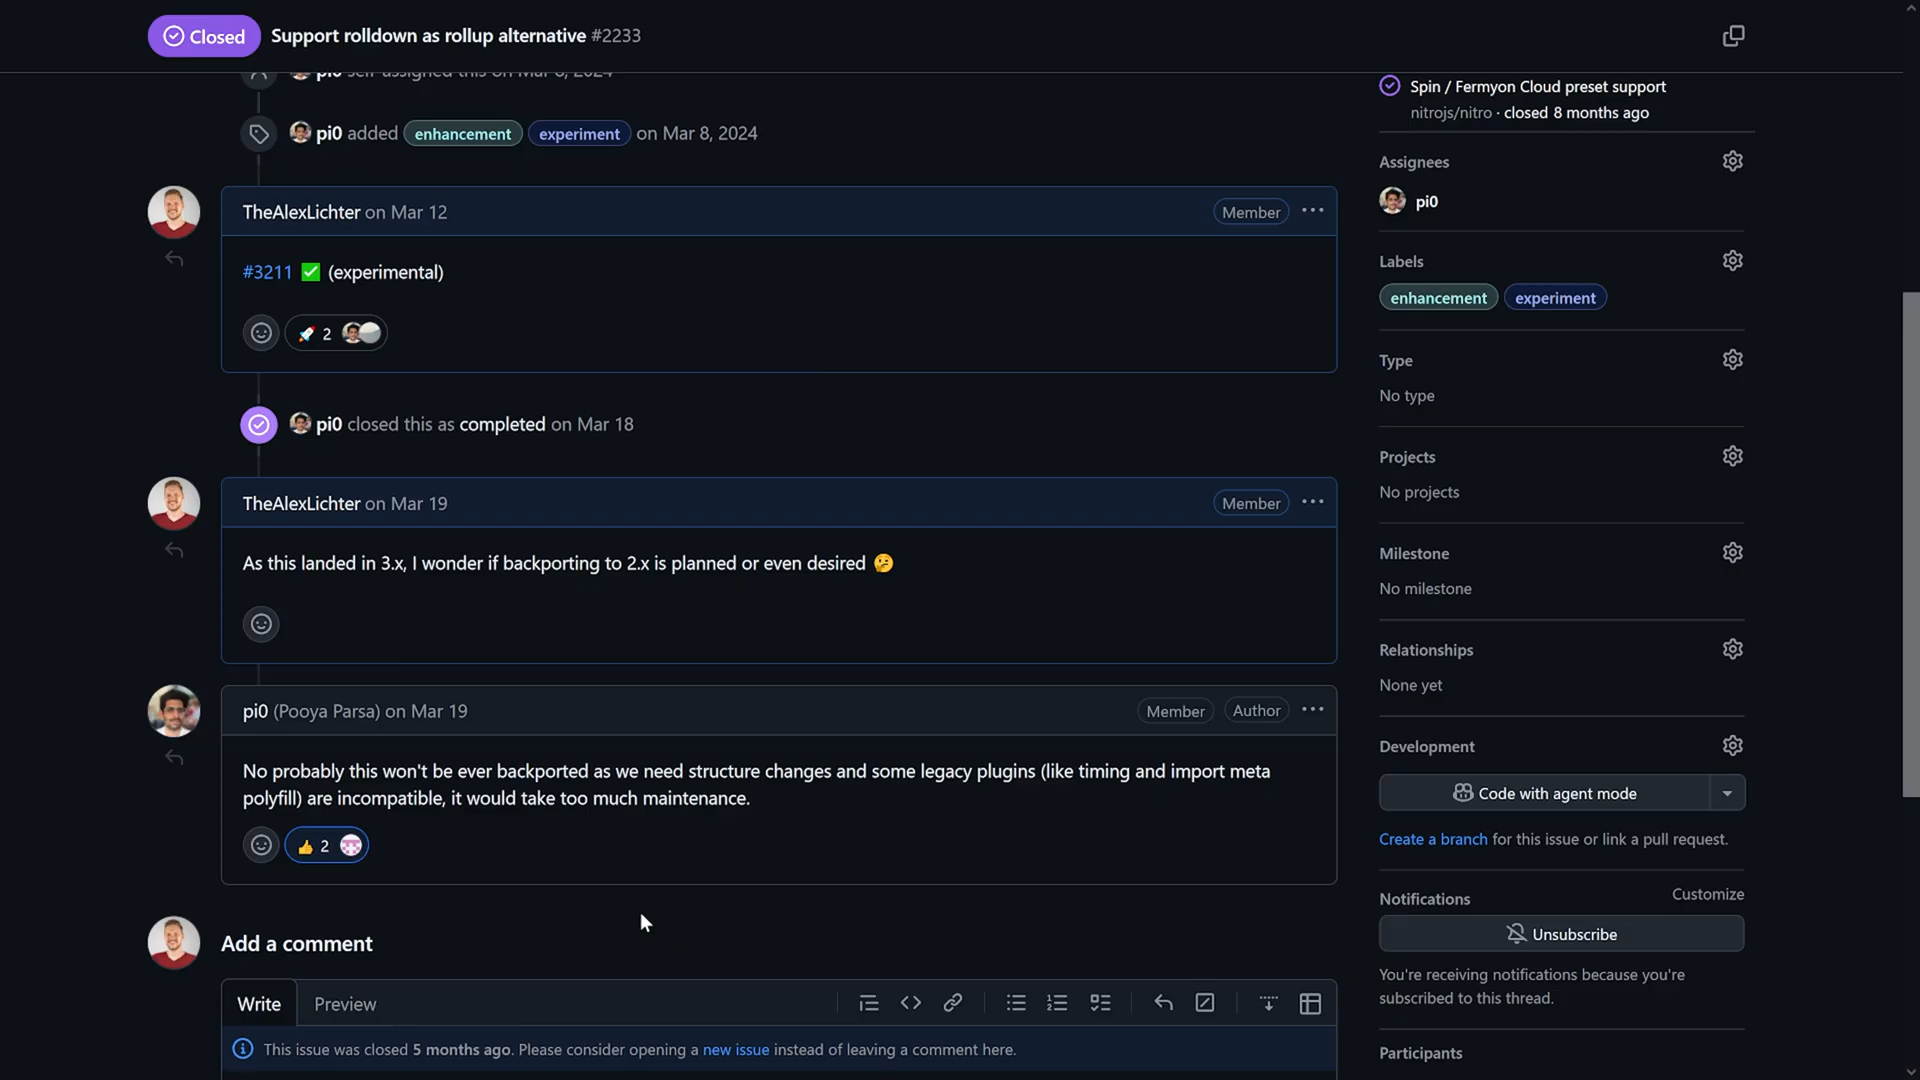 Closed
Support rolldown as rollup alternative #2233
pi0 self-assigned this on Mar 8, 2024
pi0 added enhancement experiment on Mar 8, 2024
TheAlexLichter on Mar 12
Member
#3211 ✅ (experimental)
🚀 2
pi0 closed this as completed on Mar 18
TheAlexLichter on Mar 19
Member
As this landed in 3.x, I wonder if backporting to 2.x is planned or even desired 🤔
pi0 (Pooya Parsa) on Mar 19
Member
Author
No probably this won't be ever backported as we need structure changes and some legacy plugins (like timing and import meta
polyfill) are incompatible, it would take too much maintenance.
👍 2
Add a comment
Write
Preview
This issue was closed 5 months ago. Please consider opening a new issue instead of leaving a comment here.
Spin / Fermyon Cloud preset support
nitrojs/nitro · closed 8 months ago
Assignees
pi0
Labels
enhancement experiment
Type
No type
Projects
No projects
Milestone
No milestone
Relationships
None yet
Development
Code with agent mode
Create a branch for this issue or link a pull request.
Notifications
Customize
Unsubscribe
You're receiving notifications because you're
subscribed to this thread.
Participants